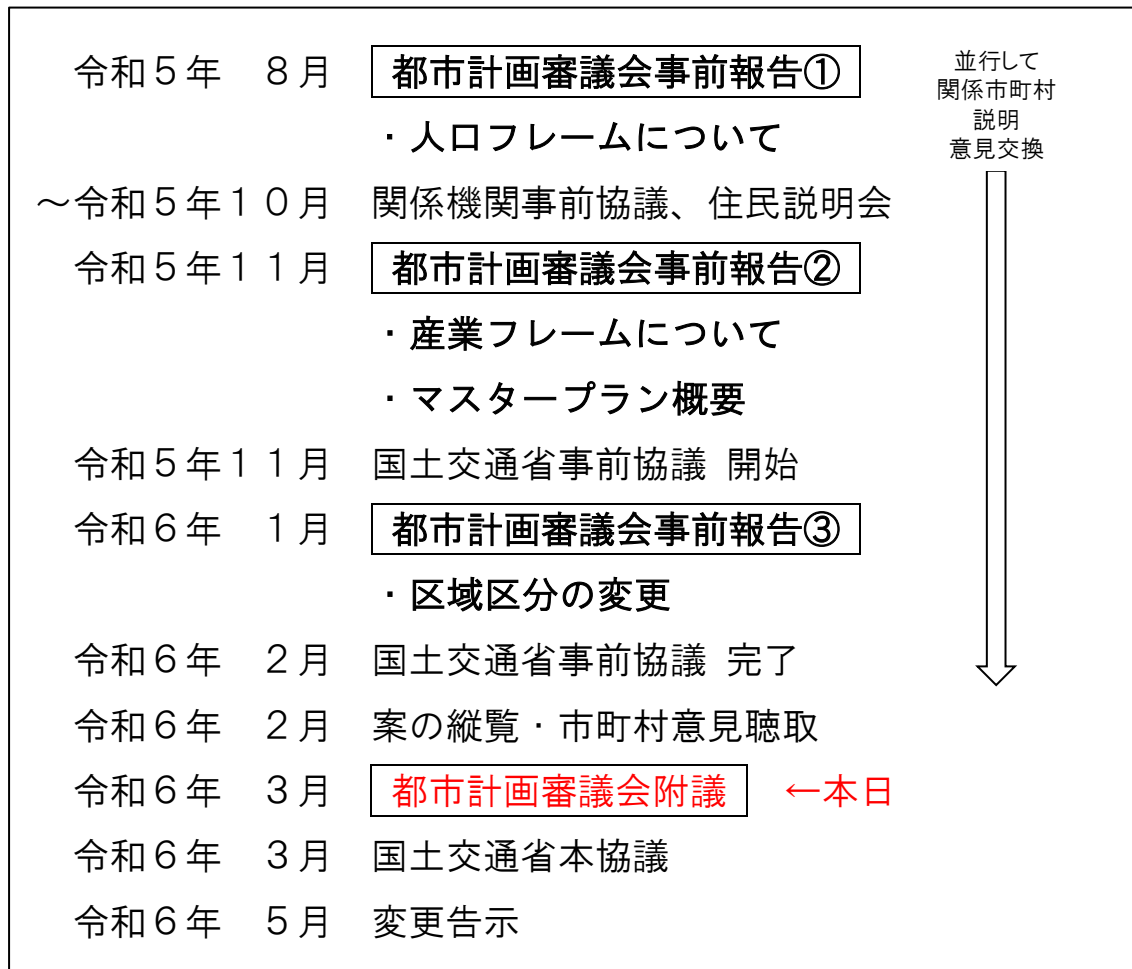 令和５年　８月　都市計画審議会事前報告①
・人口フレームについて
～令和５年１０月　関係機関事前協議、住民説明会
令和５年１１月　都市計画審議会事前報告②
・産業フレームについて
・マスタープラン概要
令和５年１１月　国土交通省事前協議 開始
令和６年　１月　都市計画審議会事前報告③
・区域区分の変更
令和６年　２月　国土交通省事前協議 完了
令和６年　２月　案の縦覧・市町村意見聴取
令和６年　３月　都市計画審議会附議　←本日
令和６年　３月　国土交通省本協議
令和６年　５月　変更告示
並行して
関係市町村
説明
意見交換